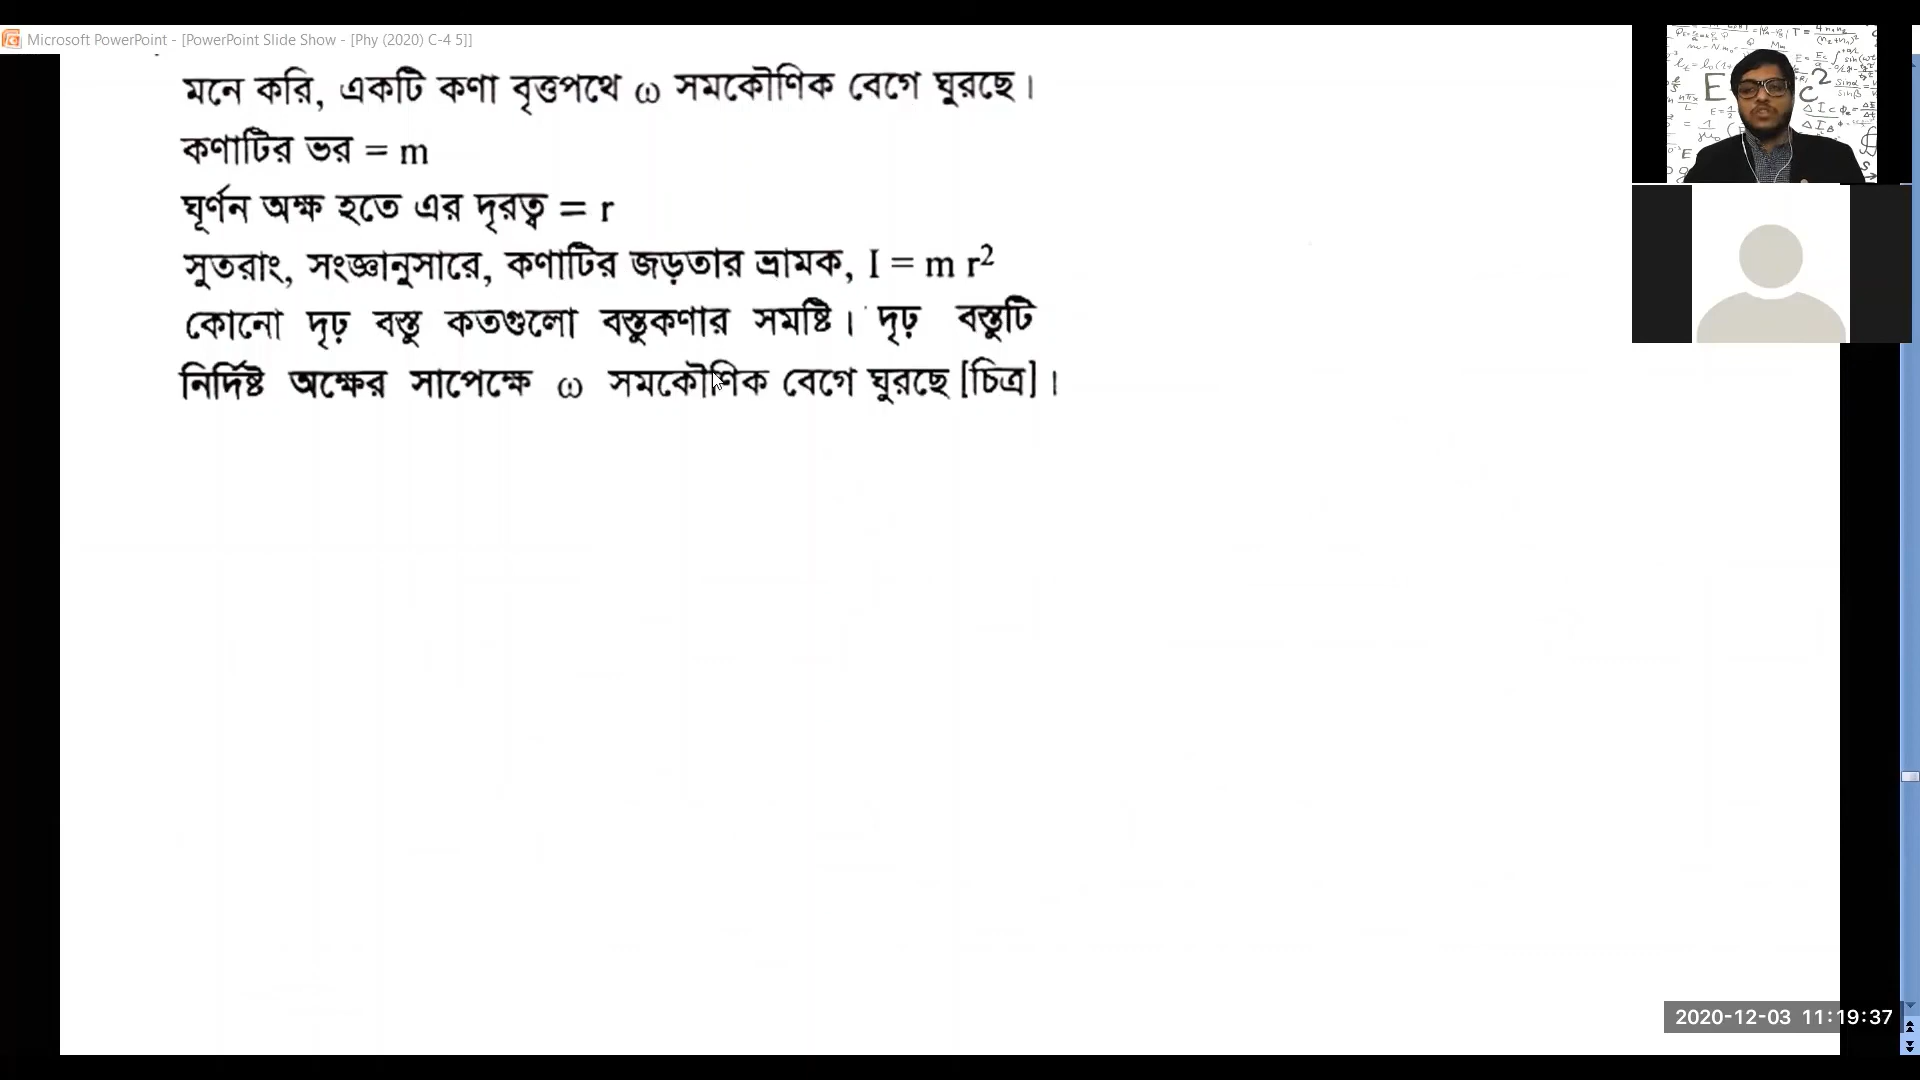 Microsoft PowerPoint - [PowerPoint Slide Show - [Phy (2020) C-4 5]]
মনে করি, একটি কণা বৃত্তপথে ω সমকৌণিক বেগে ঘুরছে।
কণাটির ভর = m
ঘূর্ণন অক্ষ হতে এর দূরত্ব = r
সুতরাং, সংজ্ঞানুসারে, কণাটির জড়তার ভ্রামক, I = m r²
কোনো দৃঢ় বস্তু কতগুলো বস্তুকণার সমষ্টি। দৃঢ় বস্তুটি
নির্দিষ্ট অক্ষের সাপেক্ষে ω সমকৌণিক বেগে ঘুরছে [চিত্র]।
2020-12-03 11:19:37